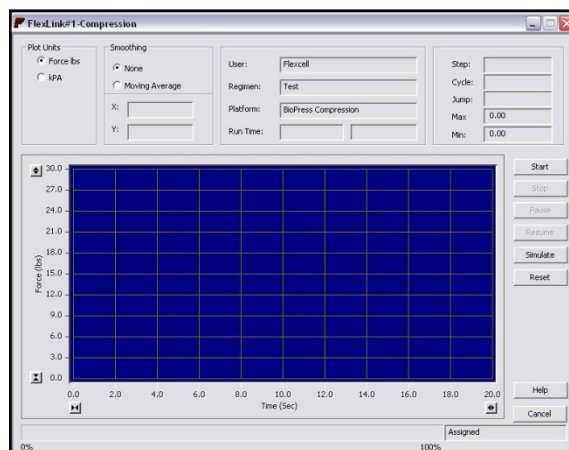 FlexLink#1-Compression
Plot Units
Force lbs
kPA
Smoothing
None
Moving Average
X:
Y:
User: Flexcell
Regimen: Test
Platform: BioPress Compression
Run Time:
Step:
Cycle:
Jump:
Max 0.00
Min: 0.00
Start
Stop
Pause
Resume
Simulate
Reset
Force (lbs)
30.0
27.0
24.0
21.0
18.0
15.0
12.0
9.0
6.0
3.0
0.0
0.0 2.0 4.0 6.0 8.0 10.0 12.0 14.0 16.0 18.0 20.0
Time (Sec)
Help
Cancel
Assigned
0% 100%